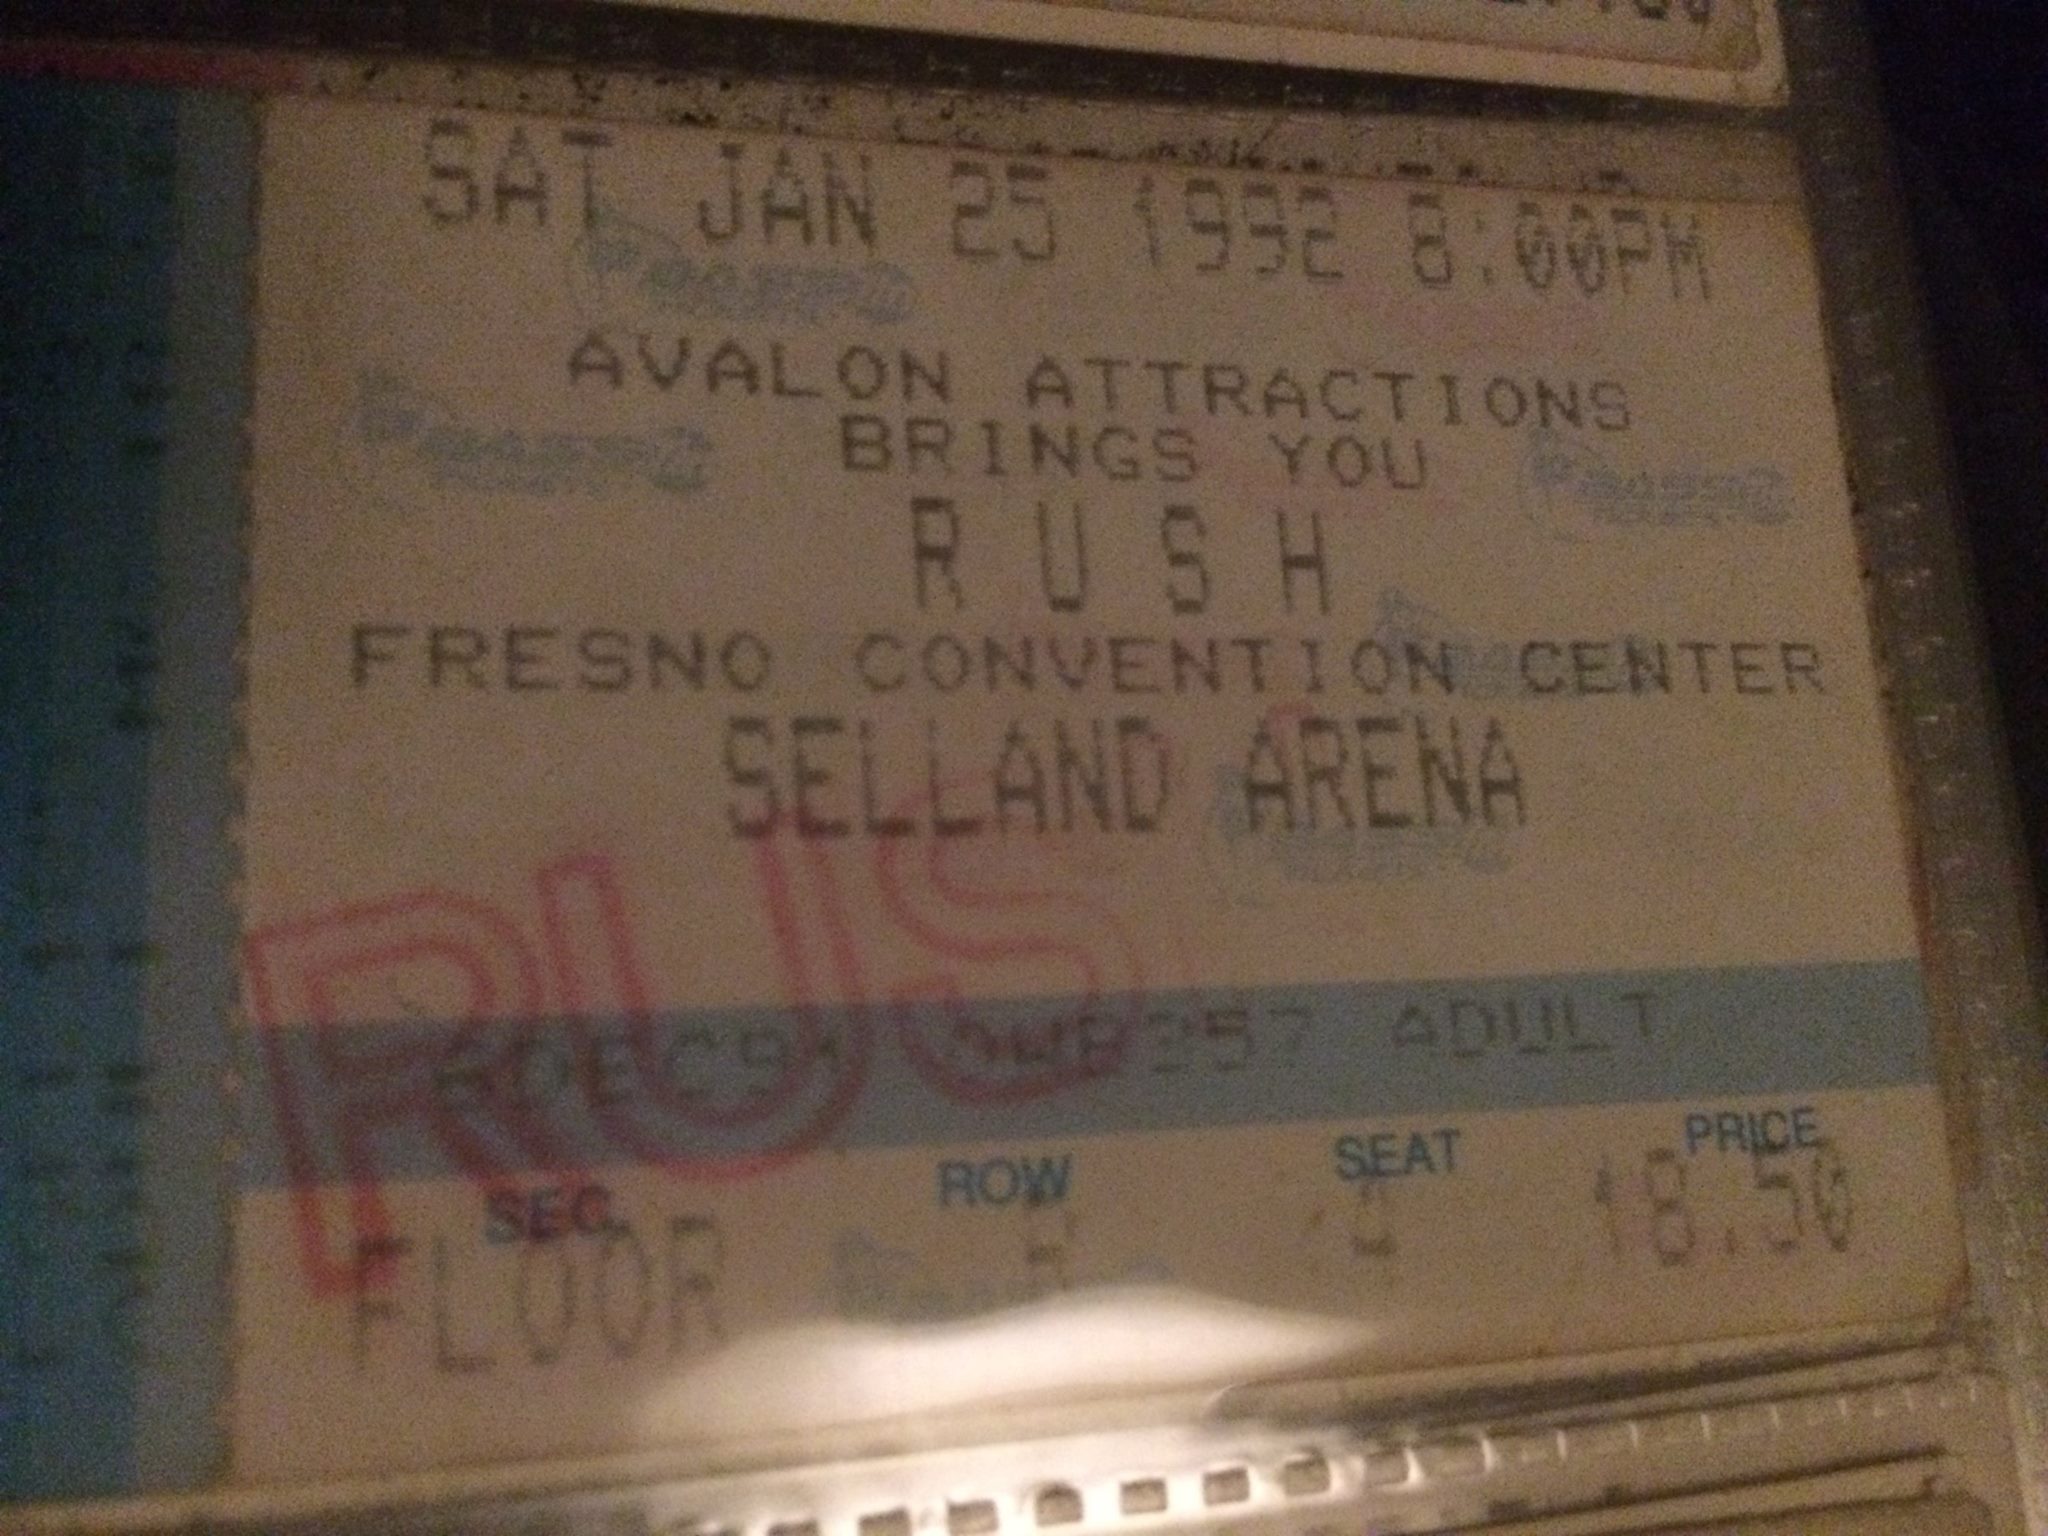 SAT JAN 25 1992 8:00PM
AVALON ATTRACTIONS
BRINGS YOU
R U S H
FRESNO CONVENTION CENTER
SELLAND ARENA
RUS
ADULT
SEC. ROW SEAT PRICE
FLOOR 18.50